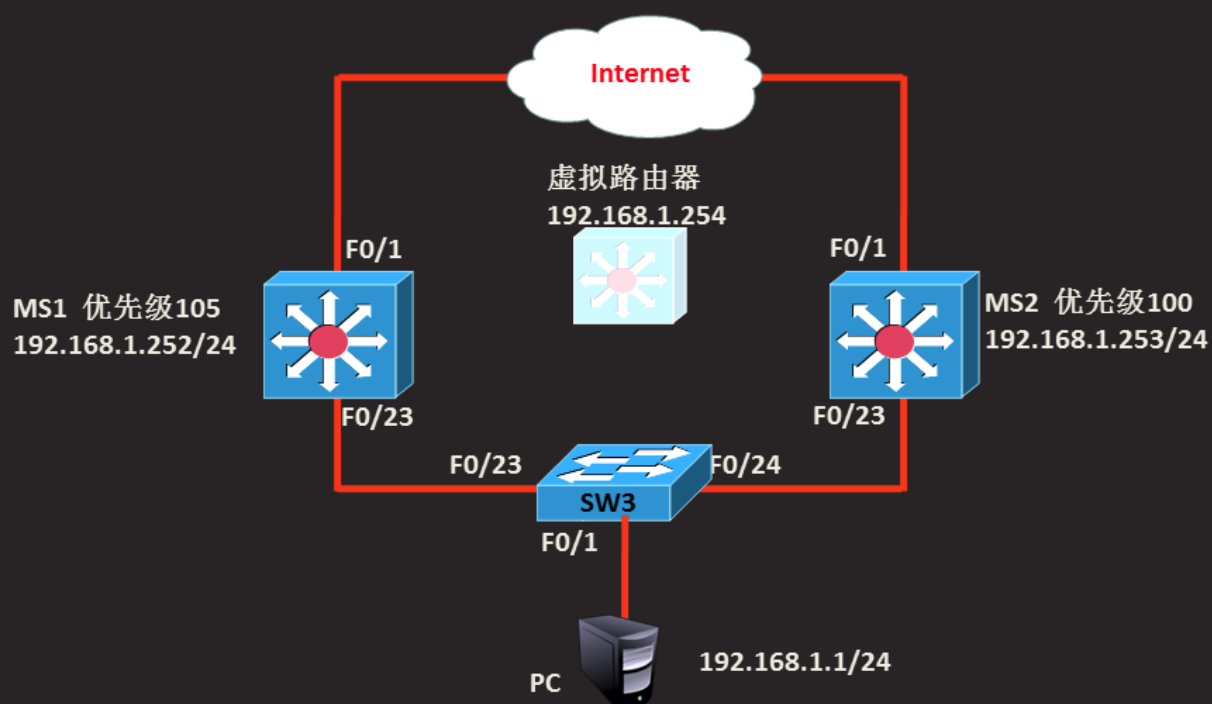 Internet
虚拟路由器
192.168.1.254
F0/1
F0/1
MS1 优先级105
192.168.1.252/24
MS2 优先级100
192.168.1.253/24
F0/23
F0/23
F0/23
F0/24
SW3
F0/1
192.168.1.1/24
PC